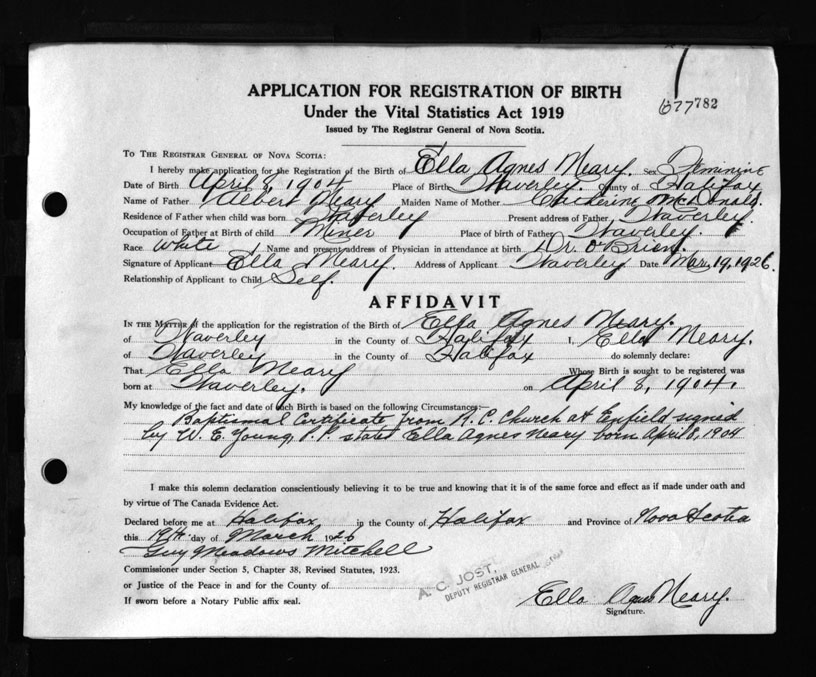 APPLICATION FOR REGISTRATION OF BIRTH
Under the Vital Statistics Act 1919
Issued by The Registrar General of Nova Scotia.
677782
To The Registrar General of Nova Scotia:
I hereby make application for the Registration of the Birth of Ella Agnes Neary. Sex Feminine
Date of Birth April 8, 1904 Place of Birth Waverley. County of Halifax
Name of Father Albert Neary Maiden Name of Mother Catherine McDonald.
Residence of Father when child was born Waverley Present address of Father Waverley.
Occupation of Father at Birth of child Miner Place of birth of Father Waverley.
Race White Name and present address of Physician in attendance at birth Dr. O'Brion.
Signature of Applicant Ella Neary. Address of Applicant Waverley Date Mar. 19, 1926.
Relationship of Applicant to Child Self.
AFFIDAVIT
In the Matter of the application for the registration of the Birth of Ella Agnes Neary.
of Waverley in the County of Halifax I, Ella Neary.
of Waverley in the County of Halifax do solemnly declare:
That Ella Neary Whose Birth is sought to be registered was
born at Waverley. on April 8, 1904.
My knowledge of the fact and date of such Birth is based on the following Circumstances:—
Baptismal Certificate from R. C. Church at Enfield signed
by W. E. Young, P.P. states Ella Agnes Neary born April 8, 1904
I make this solemn declaration conscientiously believing it to be true and knowing that it is of the same force and effect as if made under oath and
by virtue of The Canada Evidence Act.
Declared before me at Halifax in the County of Halifax and Province of Nova Scotia
this 19th day of March 1926
Guy Meadows Mitchell
Commissioner under Section 5, Chapter 38, Revised Statutes, 1923.
or Justice of the Peace in and for the County of
If sworn before a Notary Public affix seal.
A. C. JOST,
DEPUTY REGISTRAR GENERAL
Ella Agnes Neary.
Signature.